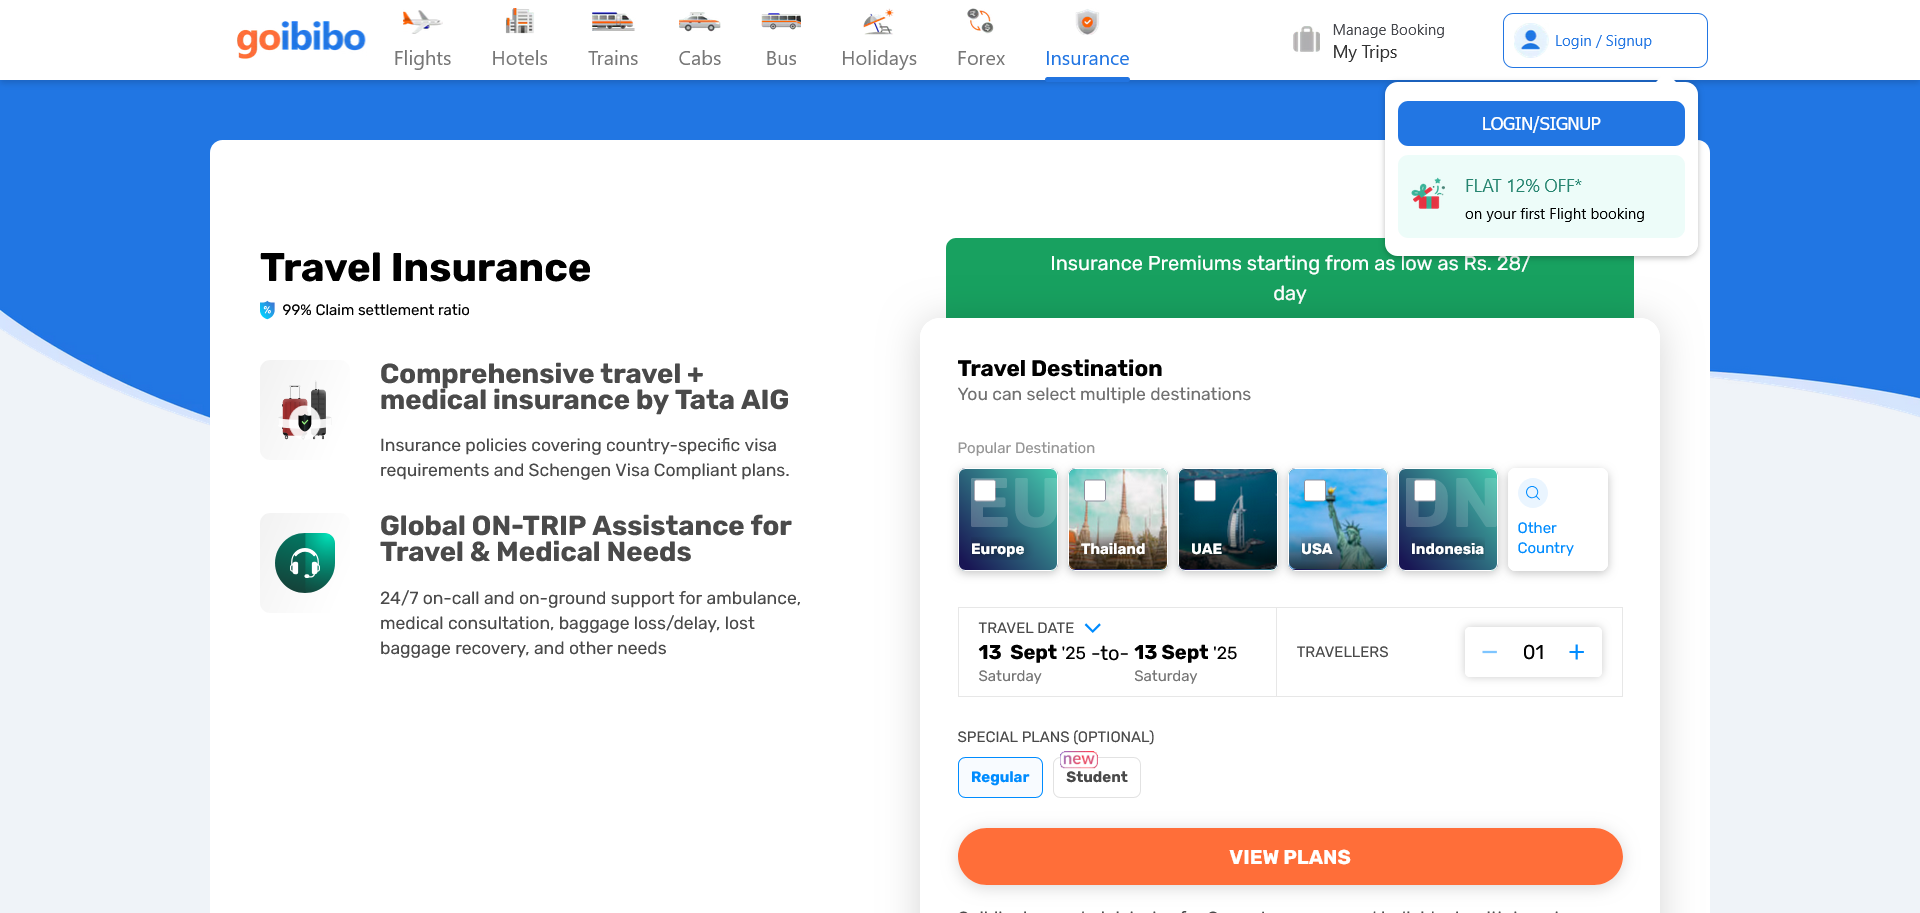 goibibo
Flights
Hotels
Trains
Cabs
Bus
Holidays
Forex
Insurance
Manage Booking
My Trips
Login / Signup
LOGIN/SIGNUP
FLAT 12% OFF*
on your first Flight booking
Travel Insurance
99% Claim settlement ratio
Comprehensive travel +
medical insurance by Tata AIG
Insurance policies covering country-specific visa
requirements and Schengen Visa Compliant plans.
Global ON-TRIP Assistance for
Travel & Medical Needs
24/7 on-call and on-ground support for ambulance,
medical consultation, baggage loss/delay, lost
baggage recovery, and other needs
Insurance Premiums starting from as low as Rs. 28/
day
Travel Destination
You can select multiple destinations
Popular Destination
EU
Europe
Thailand
UAE
USA
DN
Indonesia
Other
Country
TRAVEL DATE
13 Sept '25 -to- 13 Sept '25
Saturday Saturday
TRAVELLERS
01
SPECIAL PLANS (OPTIONAL)
Regular
new
Student
VIEW PLANS